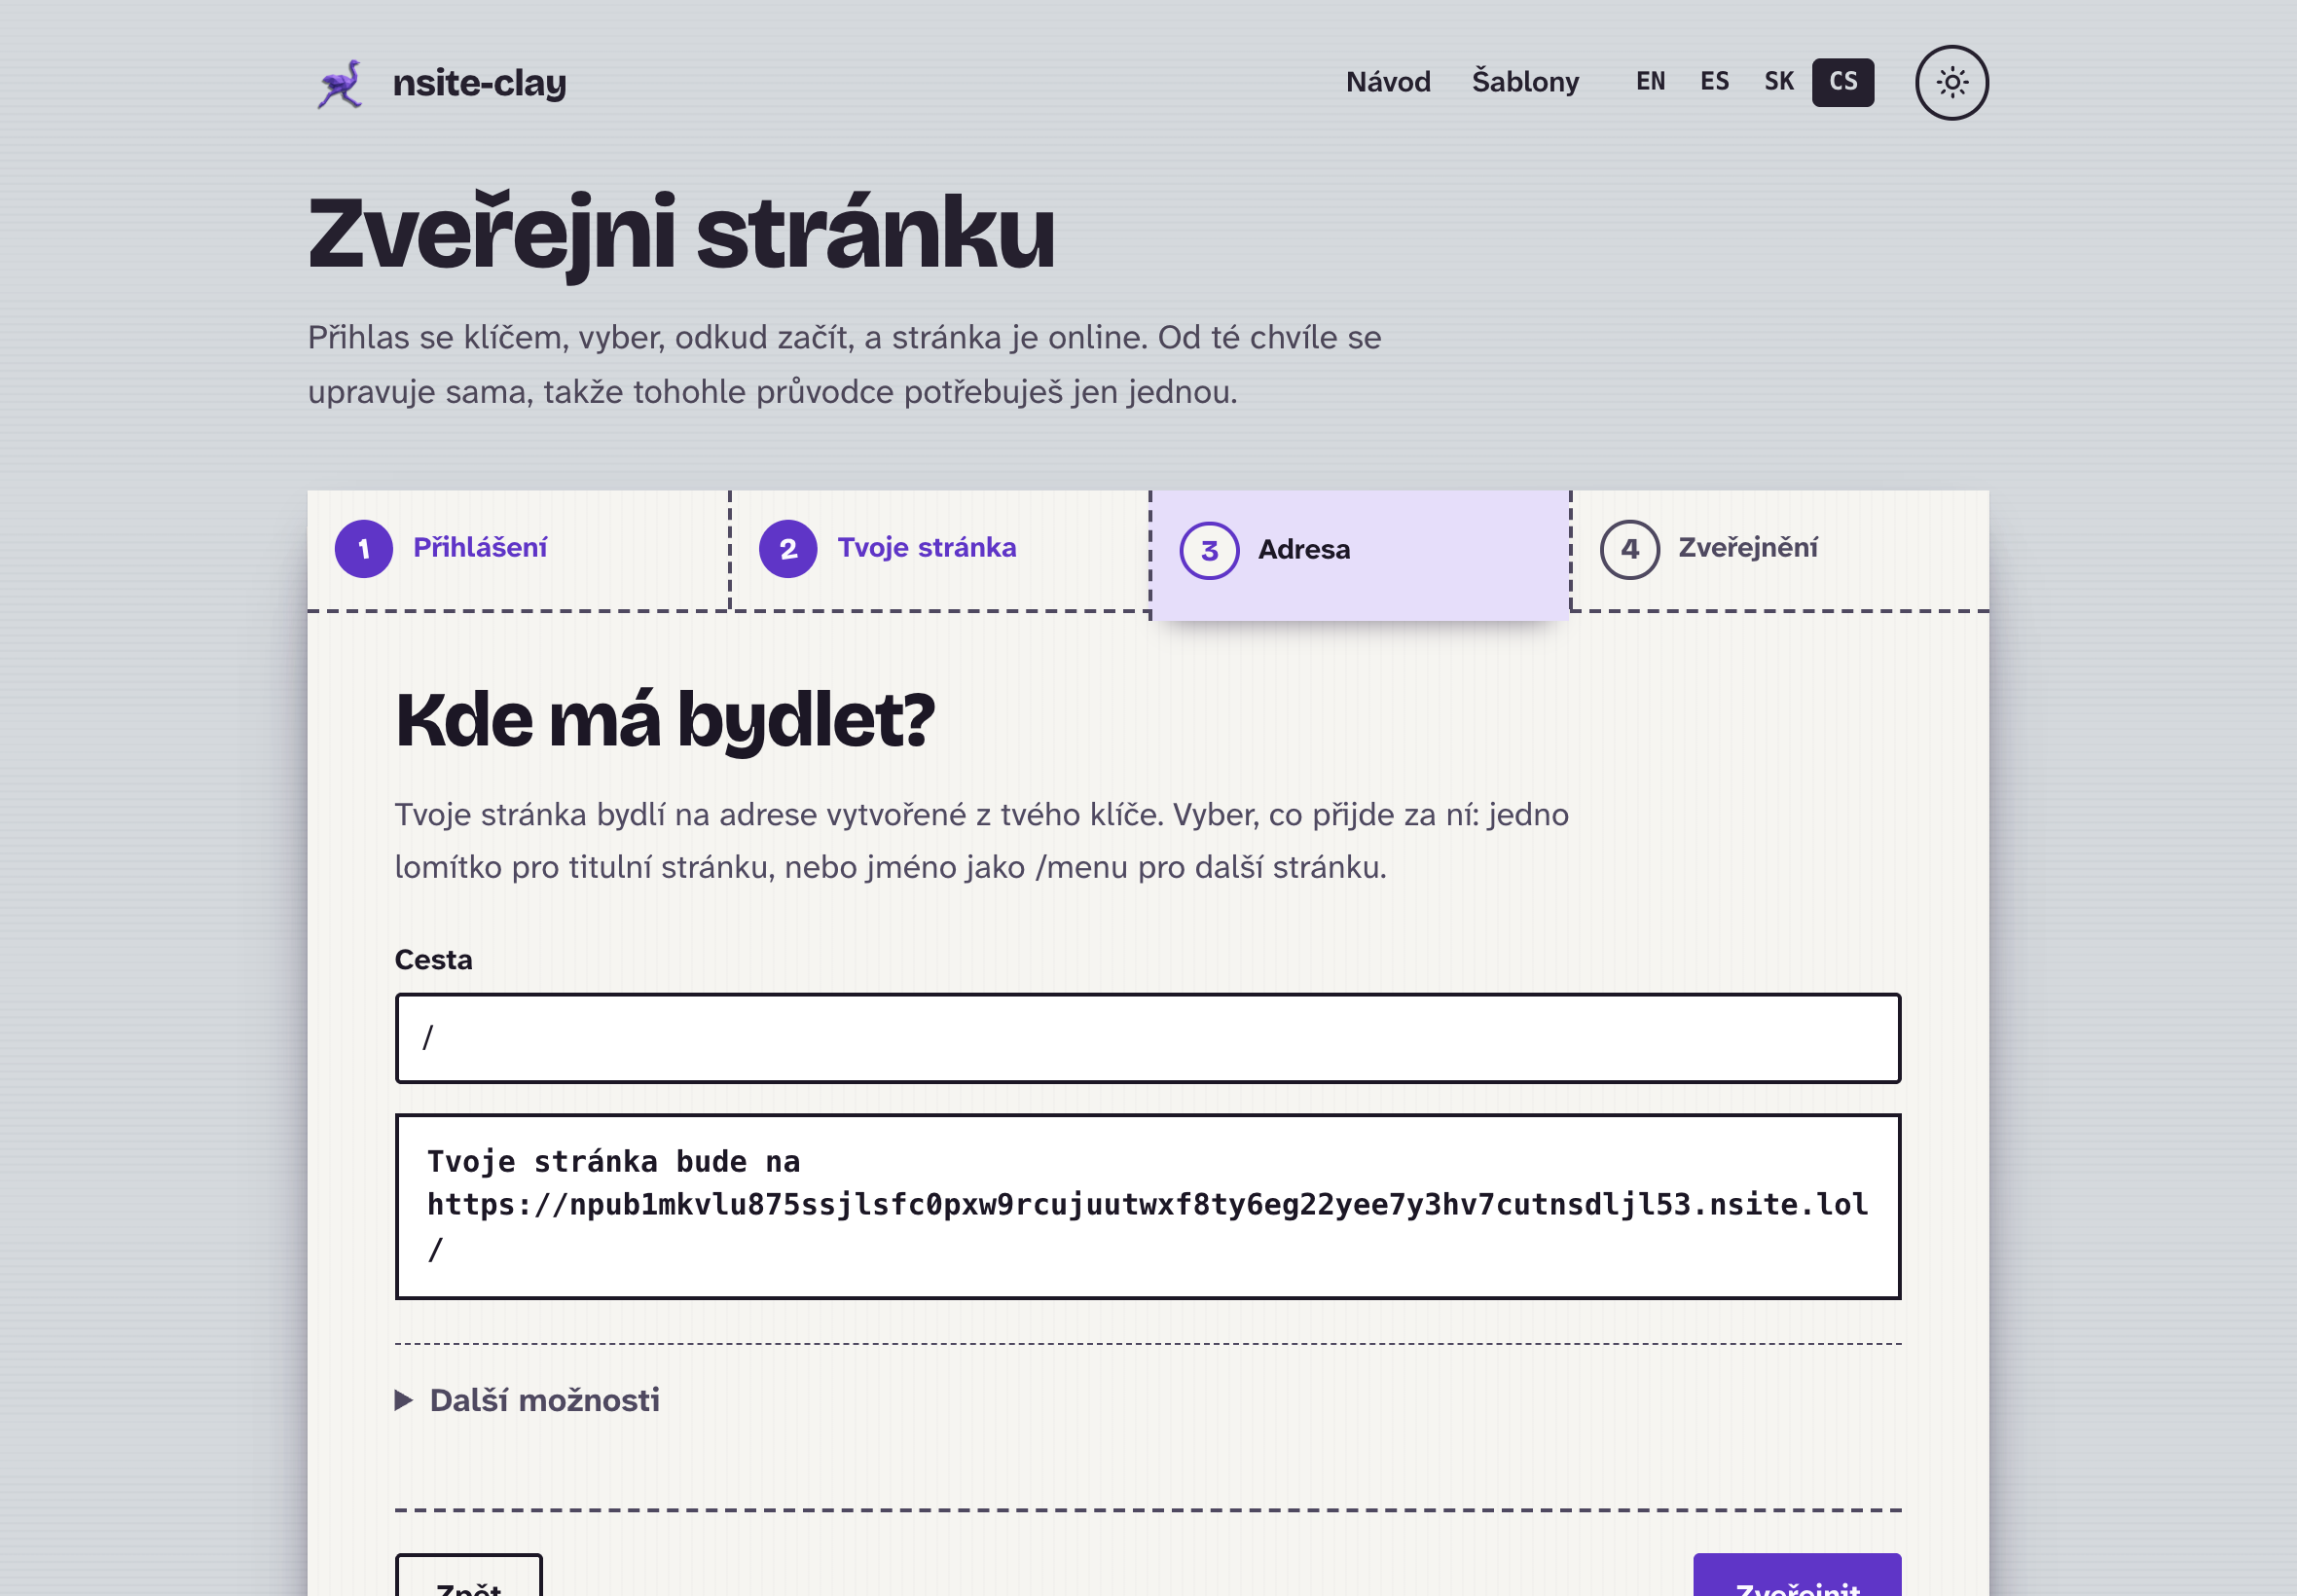 nsite-clay
Návod
Šablony
EN
ES
SK
CS
Zveřejni stránku
Přihlas se klíčem, vyber, odkud začít, a stránka je online. Od té chvíle se
upravuje sama, takže tohohle průvodce potřebuješ jen jednou.
1 Přihlášení
2 Tvoje stránka
3 Adresa
4 Zveřejnění
Kde má bydlet?
Tvoje stránka bydlí na adrese vytvořené z tvého klíče. Vyber, co přijde za ní: jedno
lomítko pro titulní stránku, nebo jméno jako /menu pro další stránku.
Cesta
/
Tvoje stránka bude na
https://npub1mkvlu875ssjlsfc0pxw9rcujuutwxf8ty6eg22yee7y3hv7cutnsdljl53.nsite.lol
/
Další možnosti
Zpět
Zveřejnit